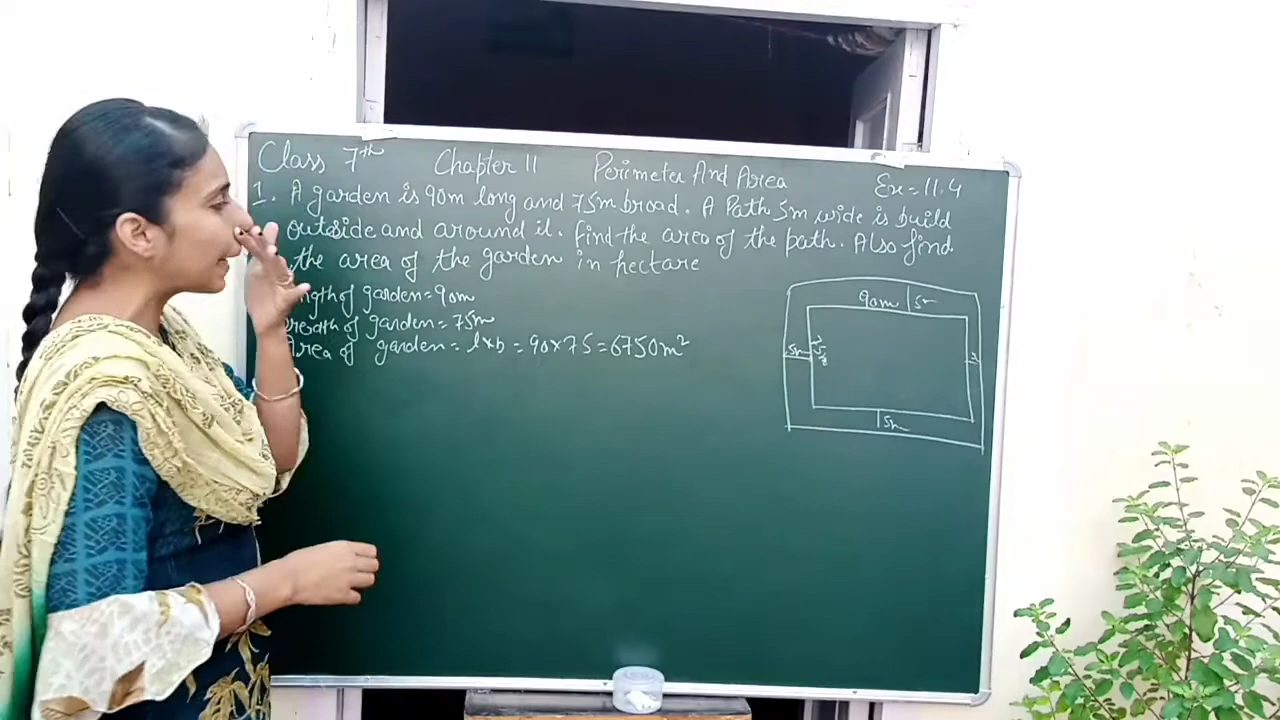 Class 7th Chapter 11 Perimeter And Area Ex=11.4
1. A garden is 90m long and 75m broad. A Path 5m wide is build
outside and around it. find the area of the path. Also find
the area of the garden in hectare
ngth of garden=90m
breadth of garden=75m
Area of garden=l×b=90×75=6750m²
90m 5m
5m 75m
5m